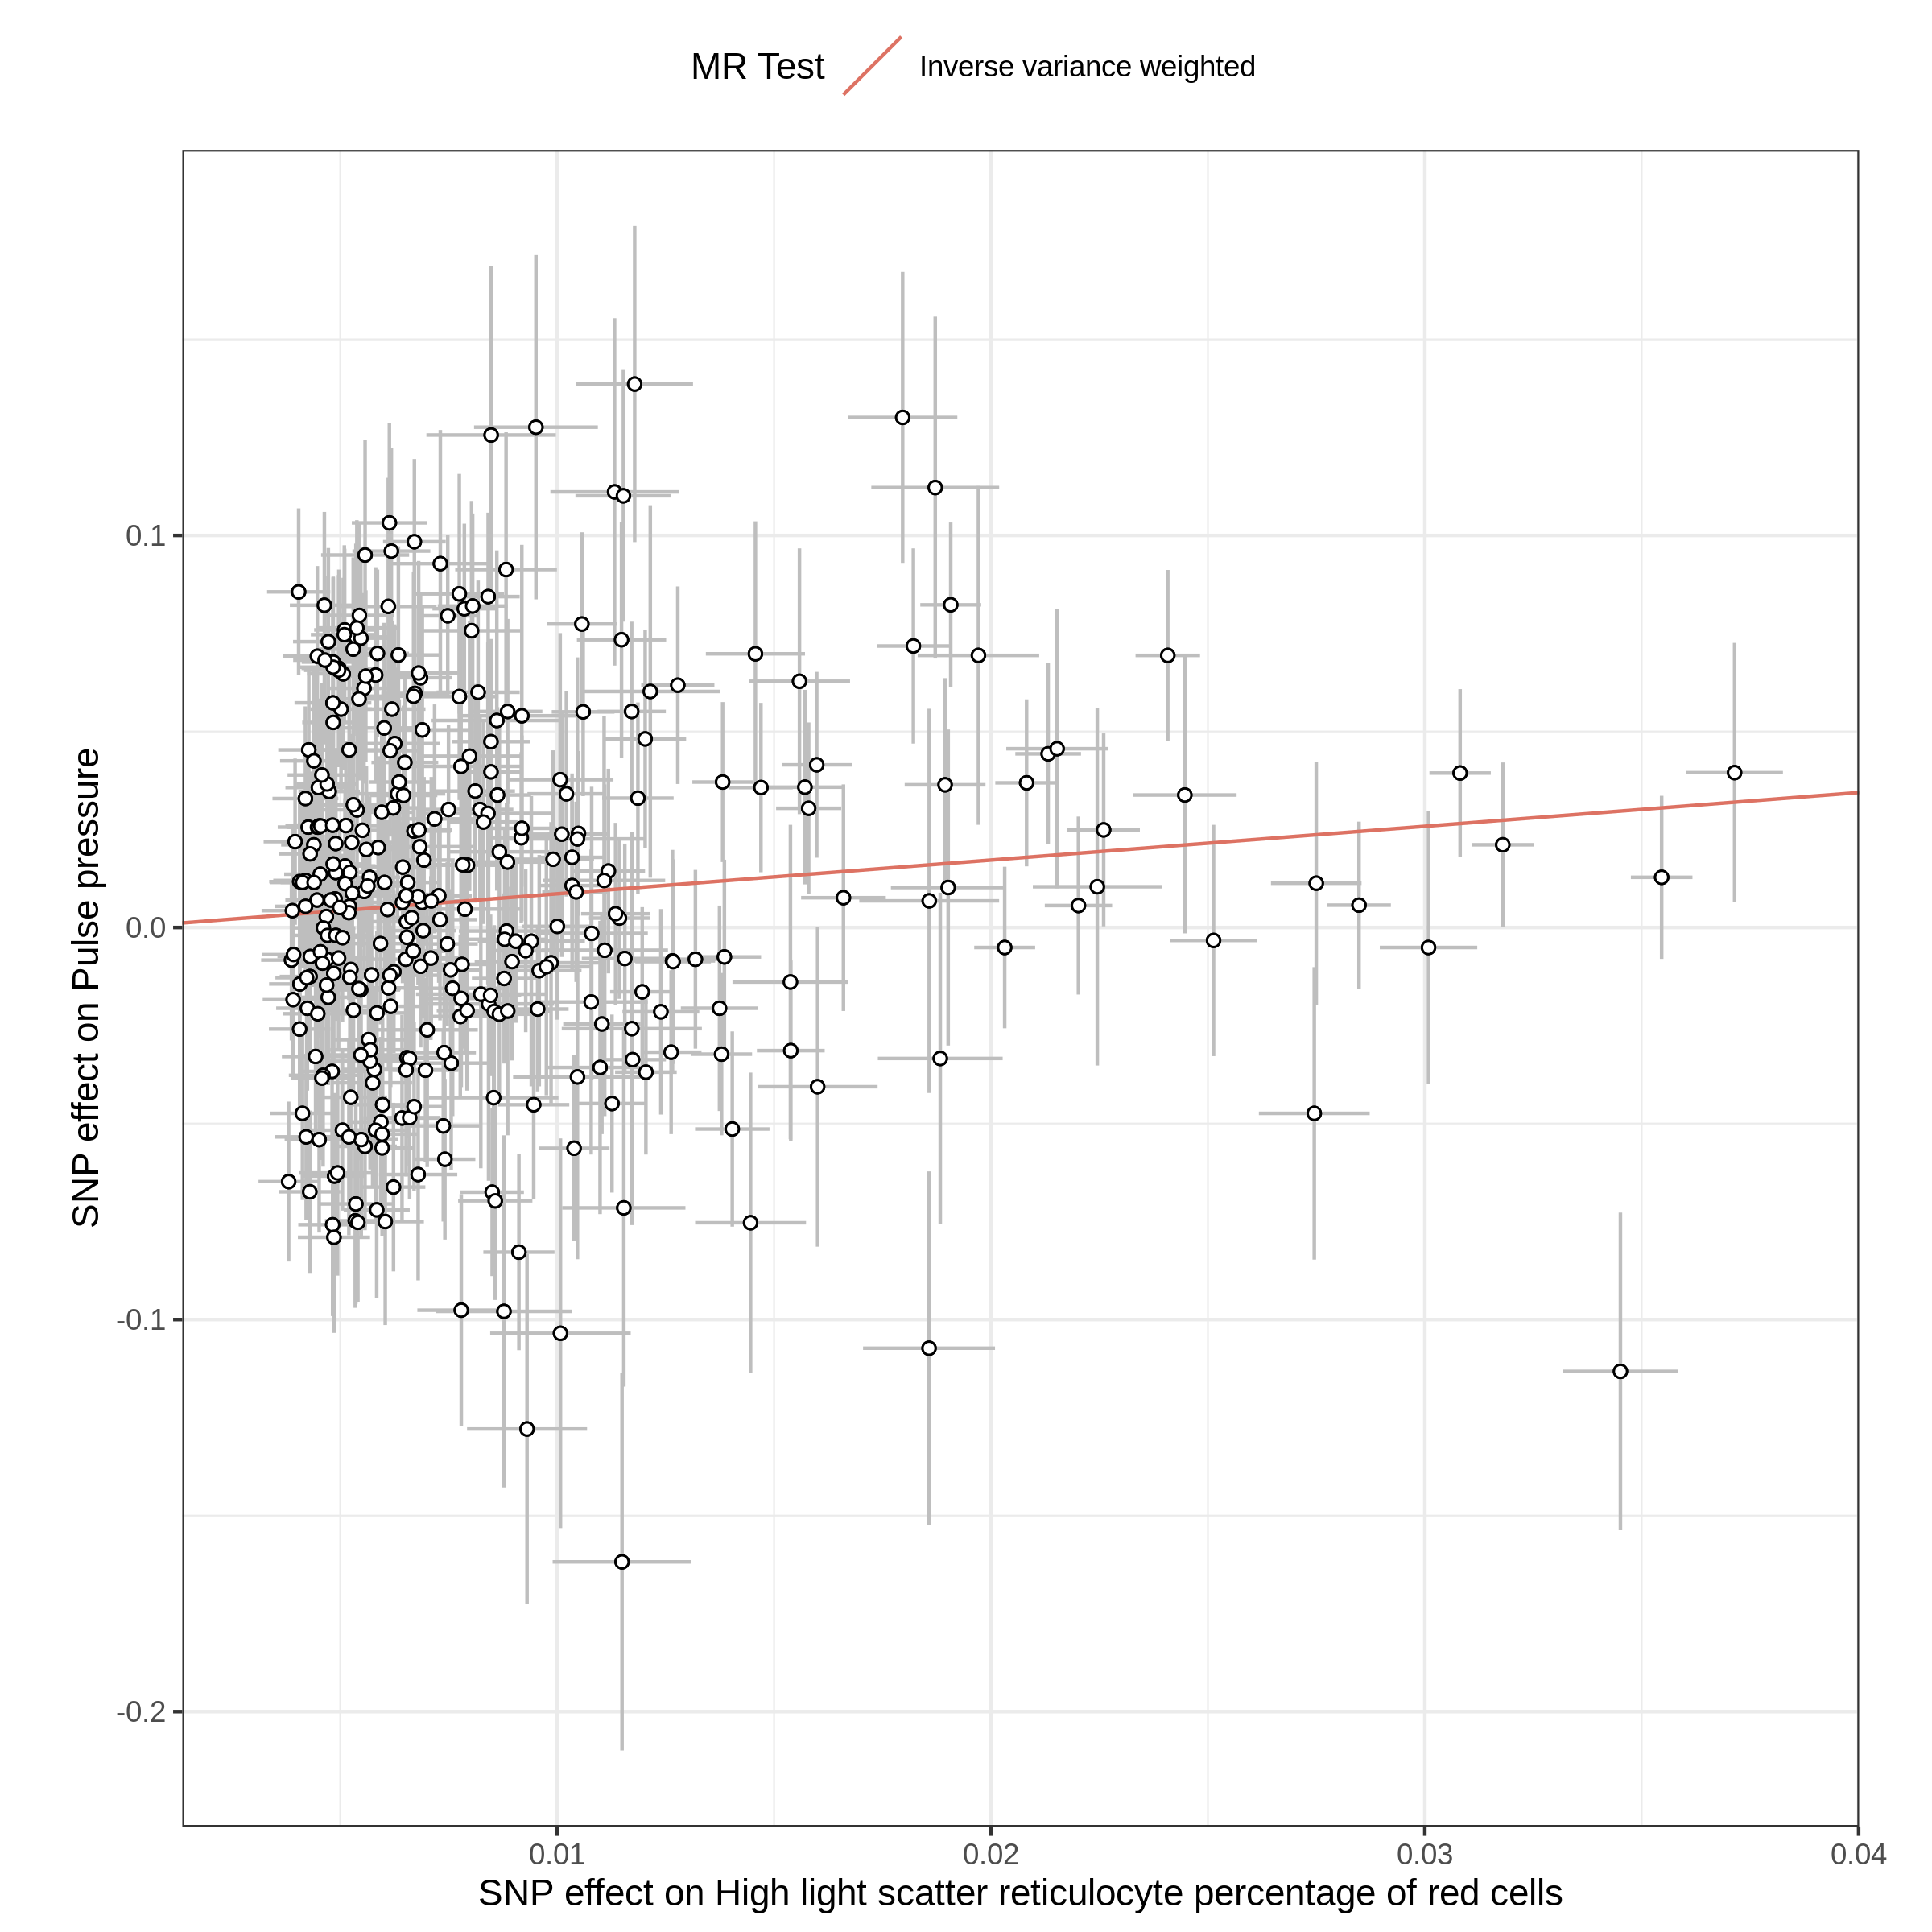 MR Test Inverse variance weighted
SNP effect on Pulse pressure
0.1
0.0
-0.1
-0.2
0.01 0.02 0.03 0.04
SNP effect on High light scatter reticulocyte percentage of red cells